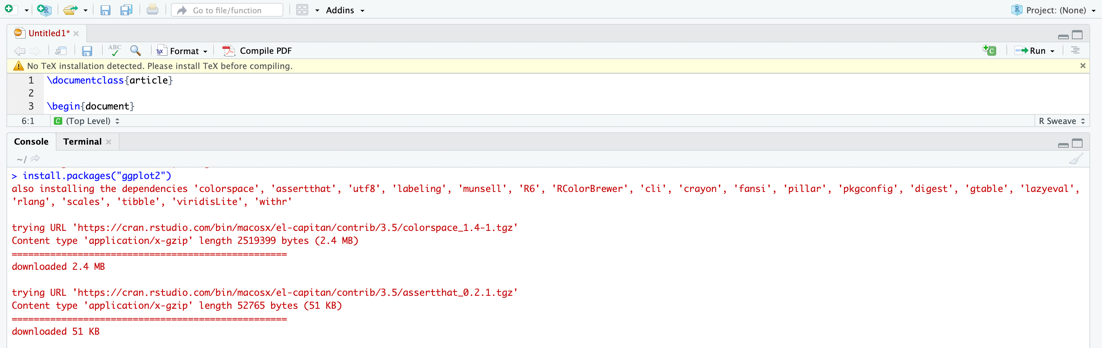 Go to file/function
Addins
Project: (None)
Untitled1*
ABC
Format
Compile PDF
Run
No TeX installation detected. Please install TeX before compiling.
1 \documentclass{article}
2
3 \begin{document}
6:1 (Top Level) R Sweave
Console Terminal
~/
> install.packages("ggplot2")
also installing the dependencies 'colorspace', 'assertthat', 'utf8', 'labeling', 'munsell', 'R6', 'RColorBrewer', 'cli', 'crayon', 'fansi', 'pillar', 'pkgconfig', 'digest', 'gtable', 'lazyeval',
'rlang', 'scales', 'tibble', 'viridisLite', 'withr'
trying URL 'https://cran.rstudio.com/bin/macosx/el-capitan/contrib/3.5/colorspace_1.4-1.tgz'
Content type 'application/x-gzip' length 2519399 bytes (2.4 MB)
==================================================
downloaded 2.4 MB
trying URL 'https://cran.rstudio.com/bin/macosx/el-capitan/contrib/3.5/assertthat_0.2.1.tgz'
Content type 'application/x-gzip' length 52765 bytes (51 KB)
==================================================
downloaded 51 KB